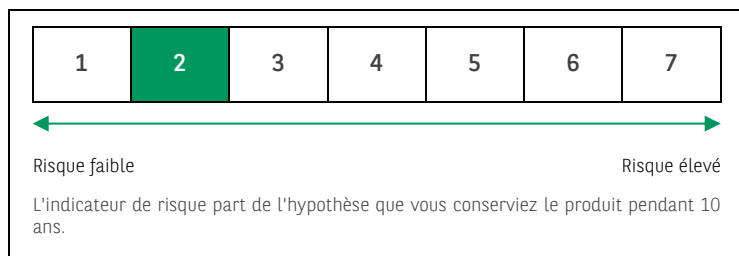 1 2 3 4 5 6 7
Risque faible Risque élevé
L'indicateur de risque part de l'hypothèse que vous conserviez le produit pendant 10
ans.